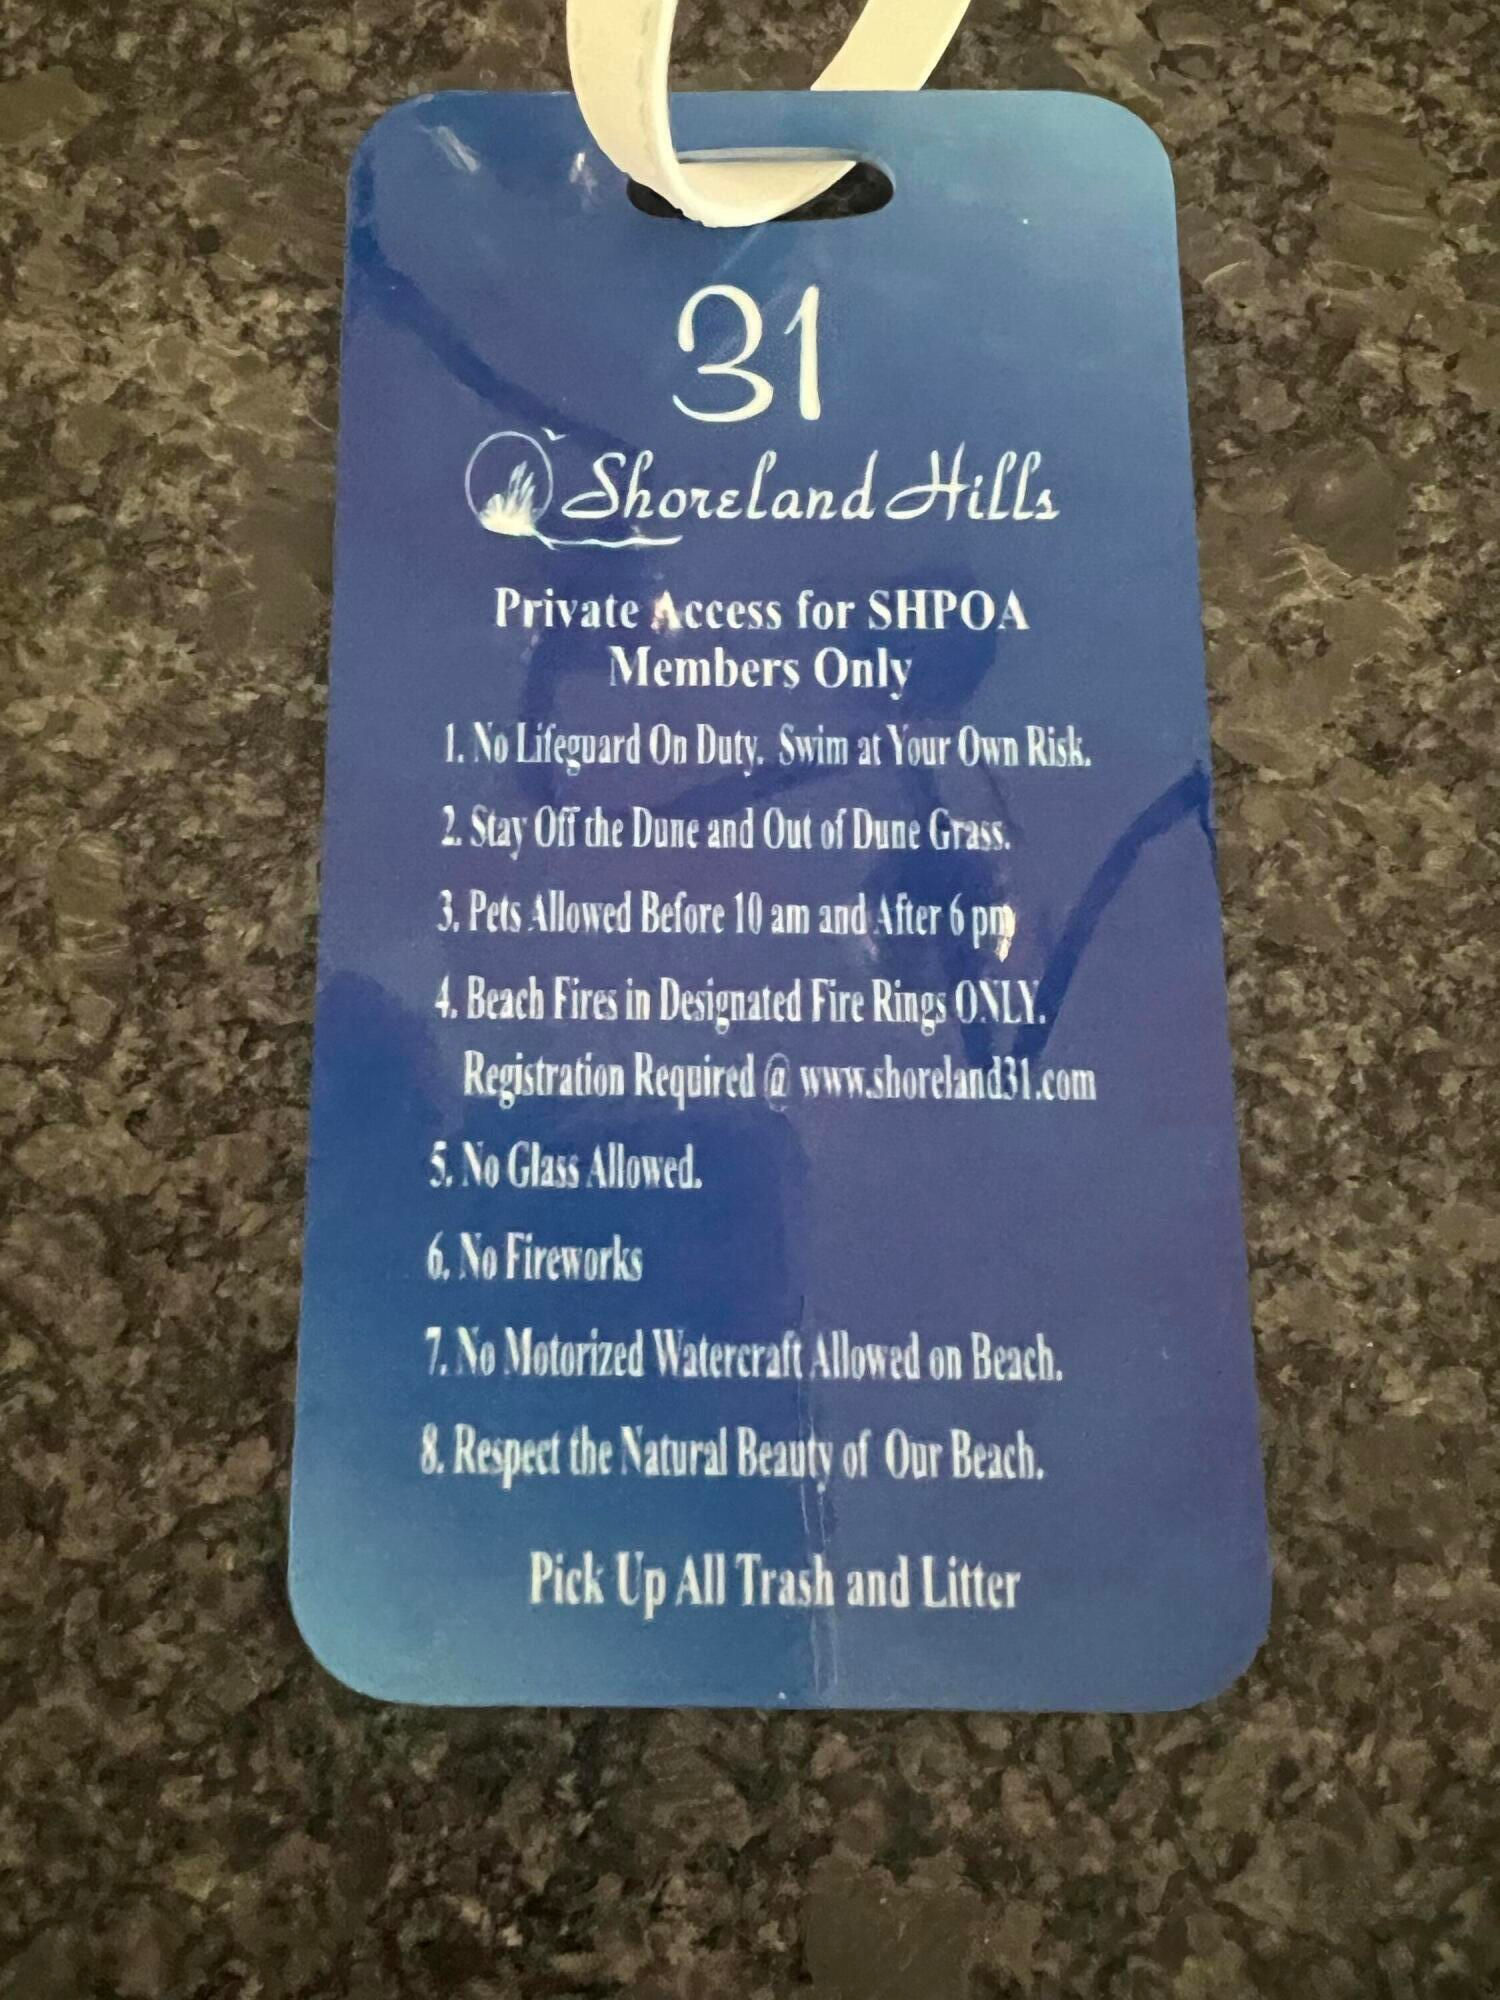 31
Shoreland Hills
Private Access for SHPOA
Members Only
1. No Lifeguard On Duty. Swim at Your Own Risk.
2. Stay Off the Dune and Out of Dune Grass.
3. Pets Allowed Before 10 am and After 6 pm
4. Beach Fires in Designated Fire Rings ONLY.
Registration Required @ www.shoreland31.com
5. No Glass Allowed.
6. No Fireworks
7. No Motorized Watercraft Allowed on Beach.
8. Respect the Natural Beauty of Our Beach.
Pick Up All Trash and Litter